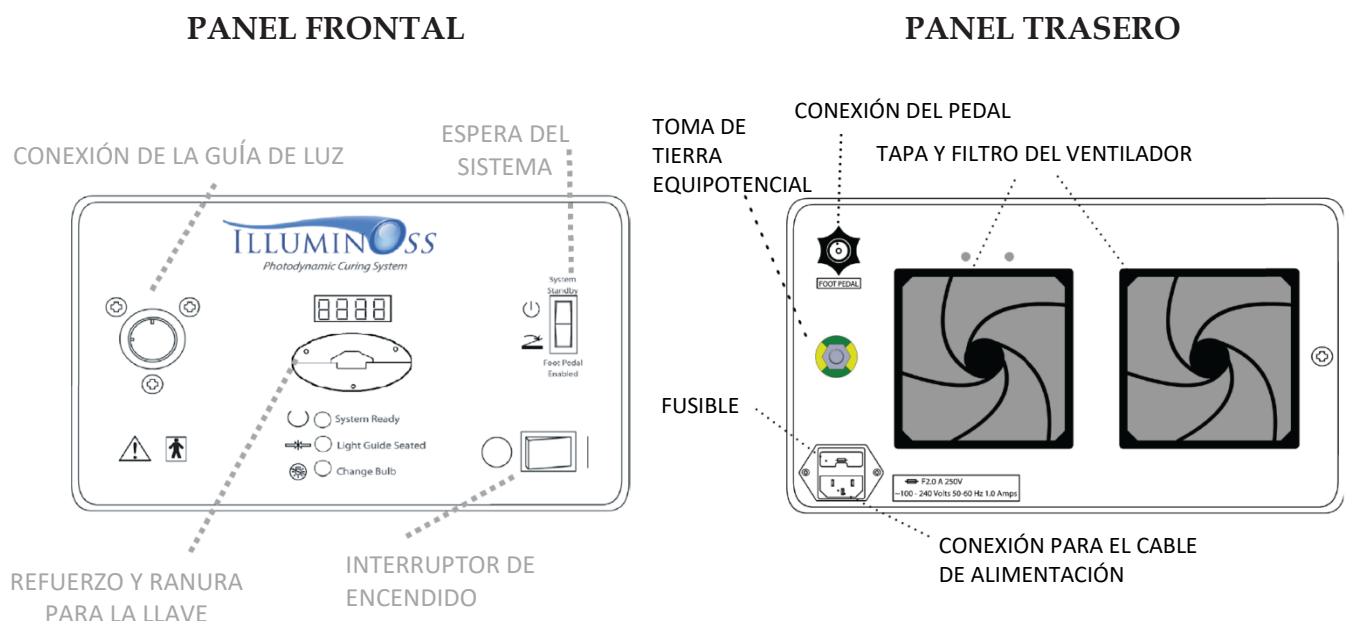 PANEL FRONTAL
CONEXIÓN DE LA GUÍA DE LUZ
ESPERA DEL
SISTEMA
ILLUMINOSS
Photodynamic Curing System
System
Standby
8888
Foot Pedal
Enabled
System Ready
Light Guide Seated
Change Bulb
REFUERZO Y RANURA
PARA LA LLAVE
INTERRUPTOR DE
ENCENDIDO
PANEL TRASERO
TOMA DE
TIERRA
EQUIPOTENCIAL
CONEXIÓN DEL PEDAL
TAPA Y FILTRO DEL VENTILADOR
FOOT PEDAL
FUSIBLE
F2.0 A 250V
~100 - 240 Volts 50-60 Hz 1.0 Amps
CONEXIÓN PARA EL CABLE
DE ALIMENTACIÓN